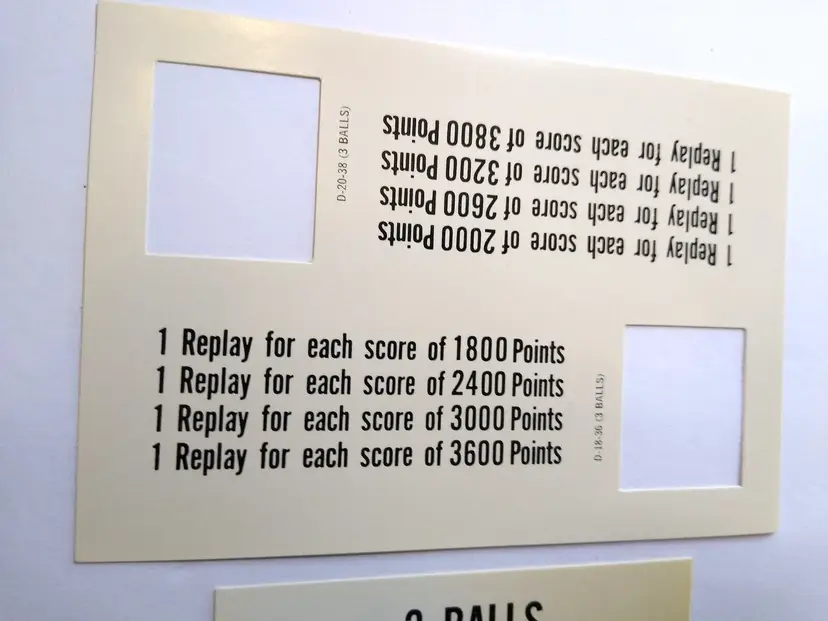 1 Replay for each score of 2000 Points
1 Replay for each score of 2600 Points
1 Replay for each score of 3200 Points
1 Replay for each score of 3800 Points
D-20-38 (3 BALLS)
1 Replay for each score of 1800 Points
1 Replay for each score of 2400 Points
1 Replay for each score of 3000 Points
1 Replay for each score of 3600 Points
D-18-36 (3 BALLS)
BALLS